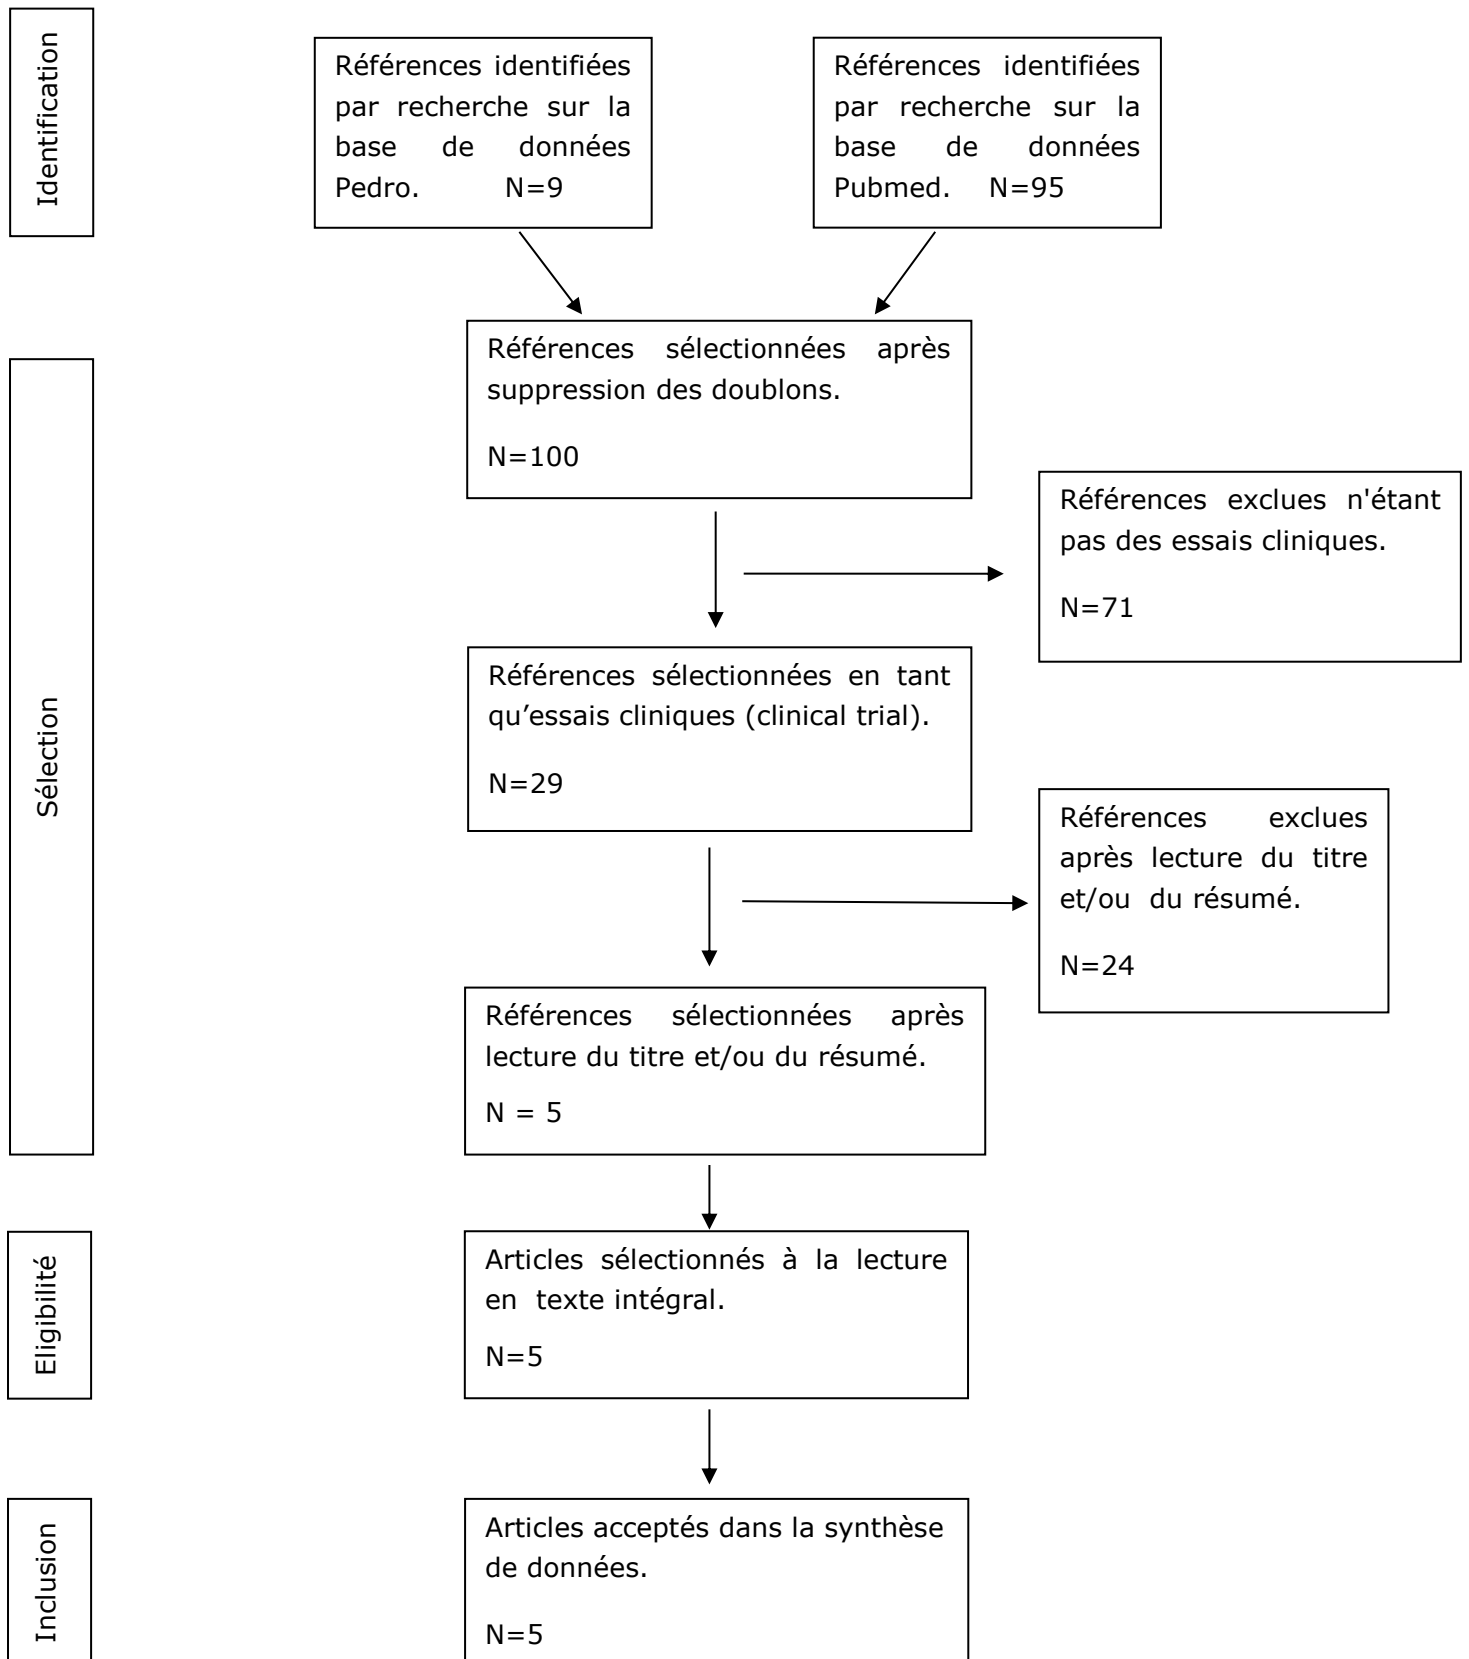 Identification
Références identifiées
par recherche sur la
base de données
Pedro. N=9
Références identifiées
par recherche sur la
base de données
Pubmed. N=95
Références sélectionnées après
suppression des doublons.
N=100
Références exclues n'étant
pas des essais cliniques.
N=71
Sélection
Références sélectionnées en tant
qu’essais cliniques (clinical trial).
N=29
Références exclues
après lecture du titre
et/ou du résumé.
N=24
Références sélectionnées après
lecture du titre et/ou du résumé.
N = 5
Eligibilité
Articles sélectionnés à la lecture
en texte intégral.
N=5
Inclusion
Articles acceptés dans la synthèse
de données.
N=5